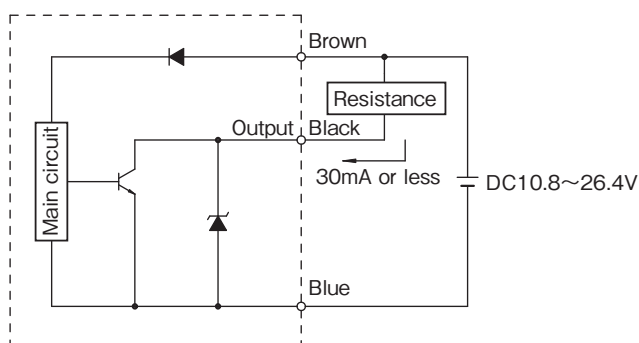 Brown
Resistance
Output Black
30mA or less
DC10.8～26.4V
Main circuit
Blue